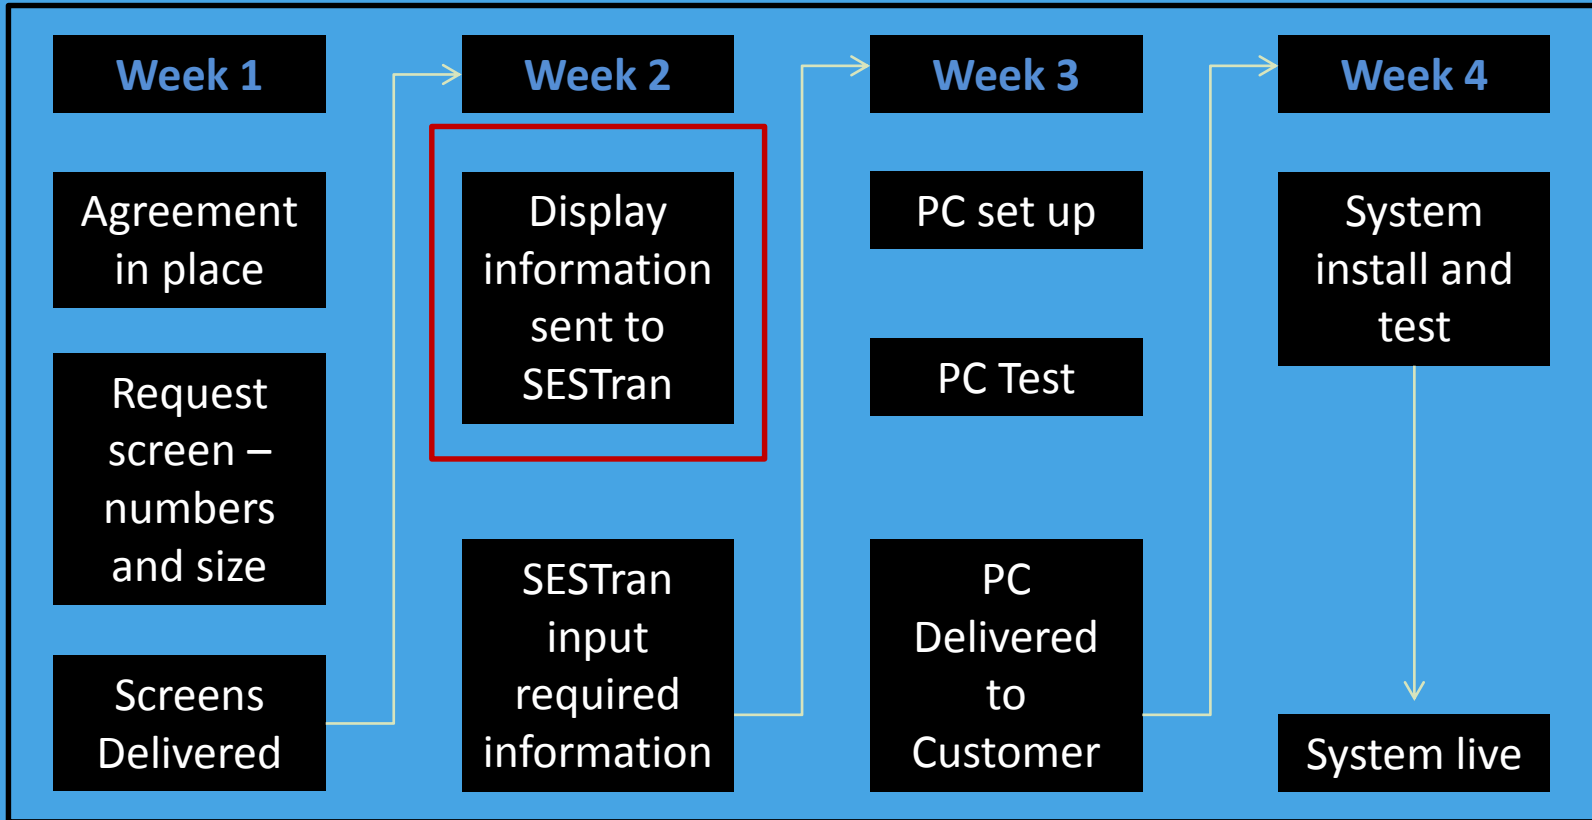 Week 1
Agreement
in place
Request
screen –
numbers
and size
Screens
Delivered
Week 2
Display
information
sent to
SESTran
SESTran
input
required
information
Week 3
PC set up
PC Test
PC
Delivered
to
Customer
Week 4
System
install and
test
System live